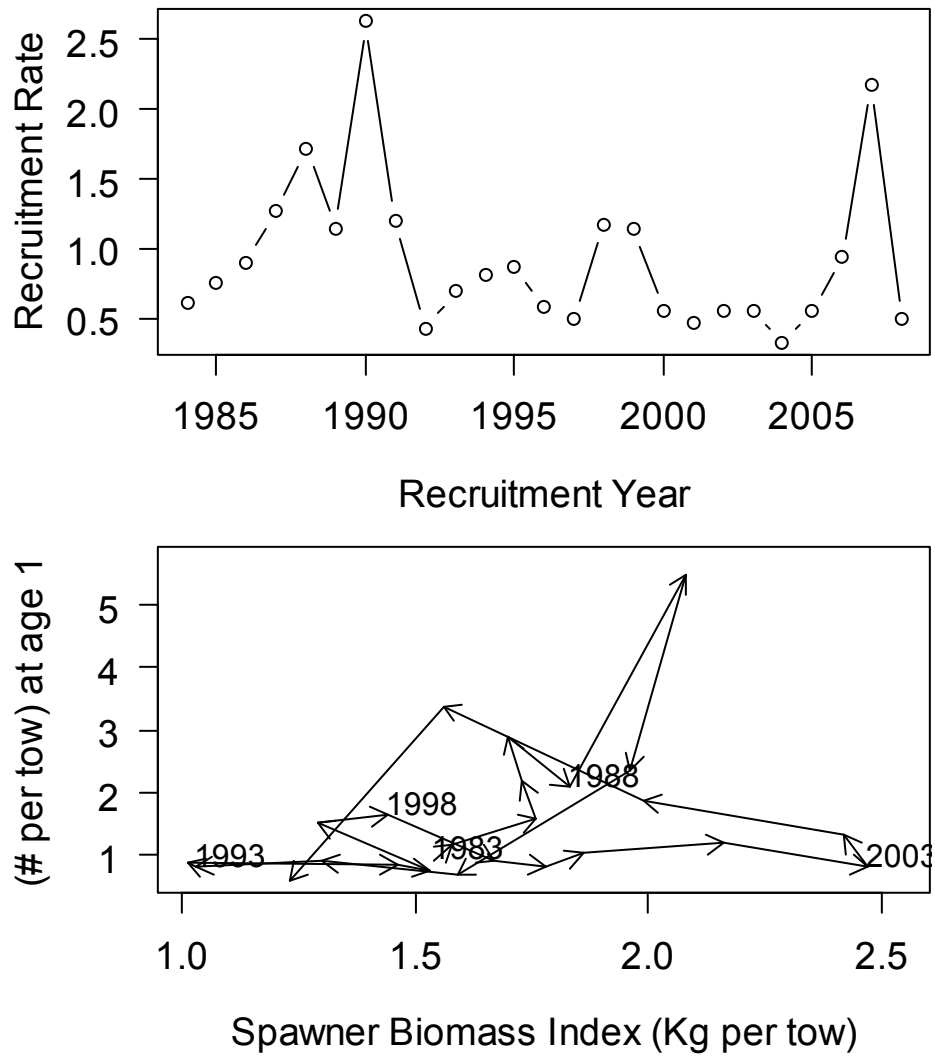 Recruitment Rate
2.5
2.0
1.5
1.0
0.5
1985 1990 1995 2000 2005
Recruitment Year
(# per tow) at age 1
5
4
3
2
1
1988
1998
1983
1993
2003
1.0 1.5 2.0 2.5
Spawner Biomass Index (Kg per tow)